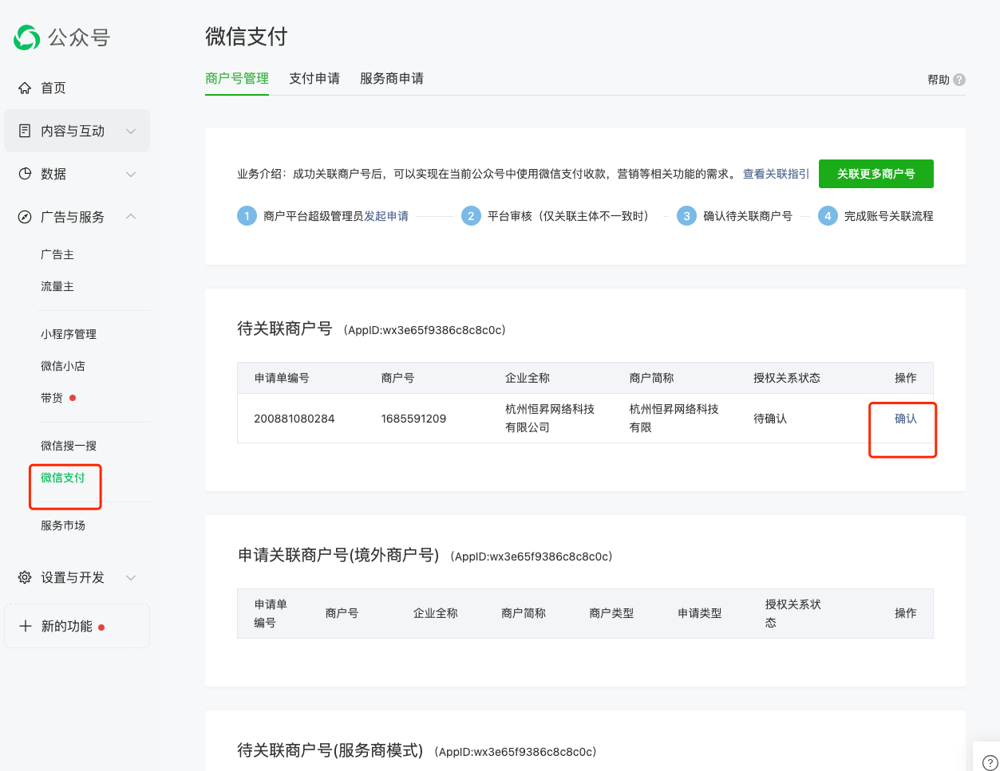 公众号
首页
内容与互动
数据
广告与服务
广告主
流量主
小程序管理
微信小店
带货
微信搜一搜
微信支付
服务市场
设置与开发
新的功能
微信支付
商户号管理 支付申请 服务商申请
帮助 ?
业务介绍：成功关联商户号后，可以实现在当前公众号中使用微信支付收款，营销等相关功能的需求。 查看关联指引 关联更多商户号
1 商户平台超级管理员发起申请 2 平台审核（仅关联主体不一致时） 3 确认待关联商户号 4 完成账号关联流程
待关联商户号 （AppID:wx3e65f9386c8c8c0c）
申请单编号 商户号 企业全称 商户简称 授权关系状态 操作
200881080284 1685591209 杭州恒昇网络科技有限公司 杭州恒昇网络科技有限 待确认 确认
申请关联商户号(境外商户号) （AppID:wx3e65f9386c8c8c0c）
申请单编号 商户号 企业全称 商户简称 商户类型 申请类型 授权关系状态 操作
待关联商户号(服务商模式) （AppID:wx3e65f9386c8c8c0c）
?